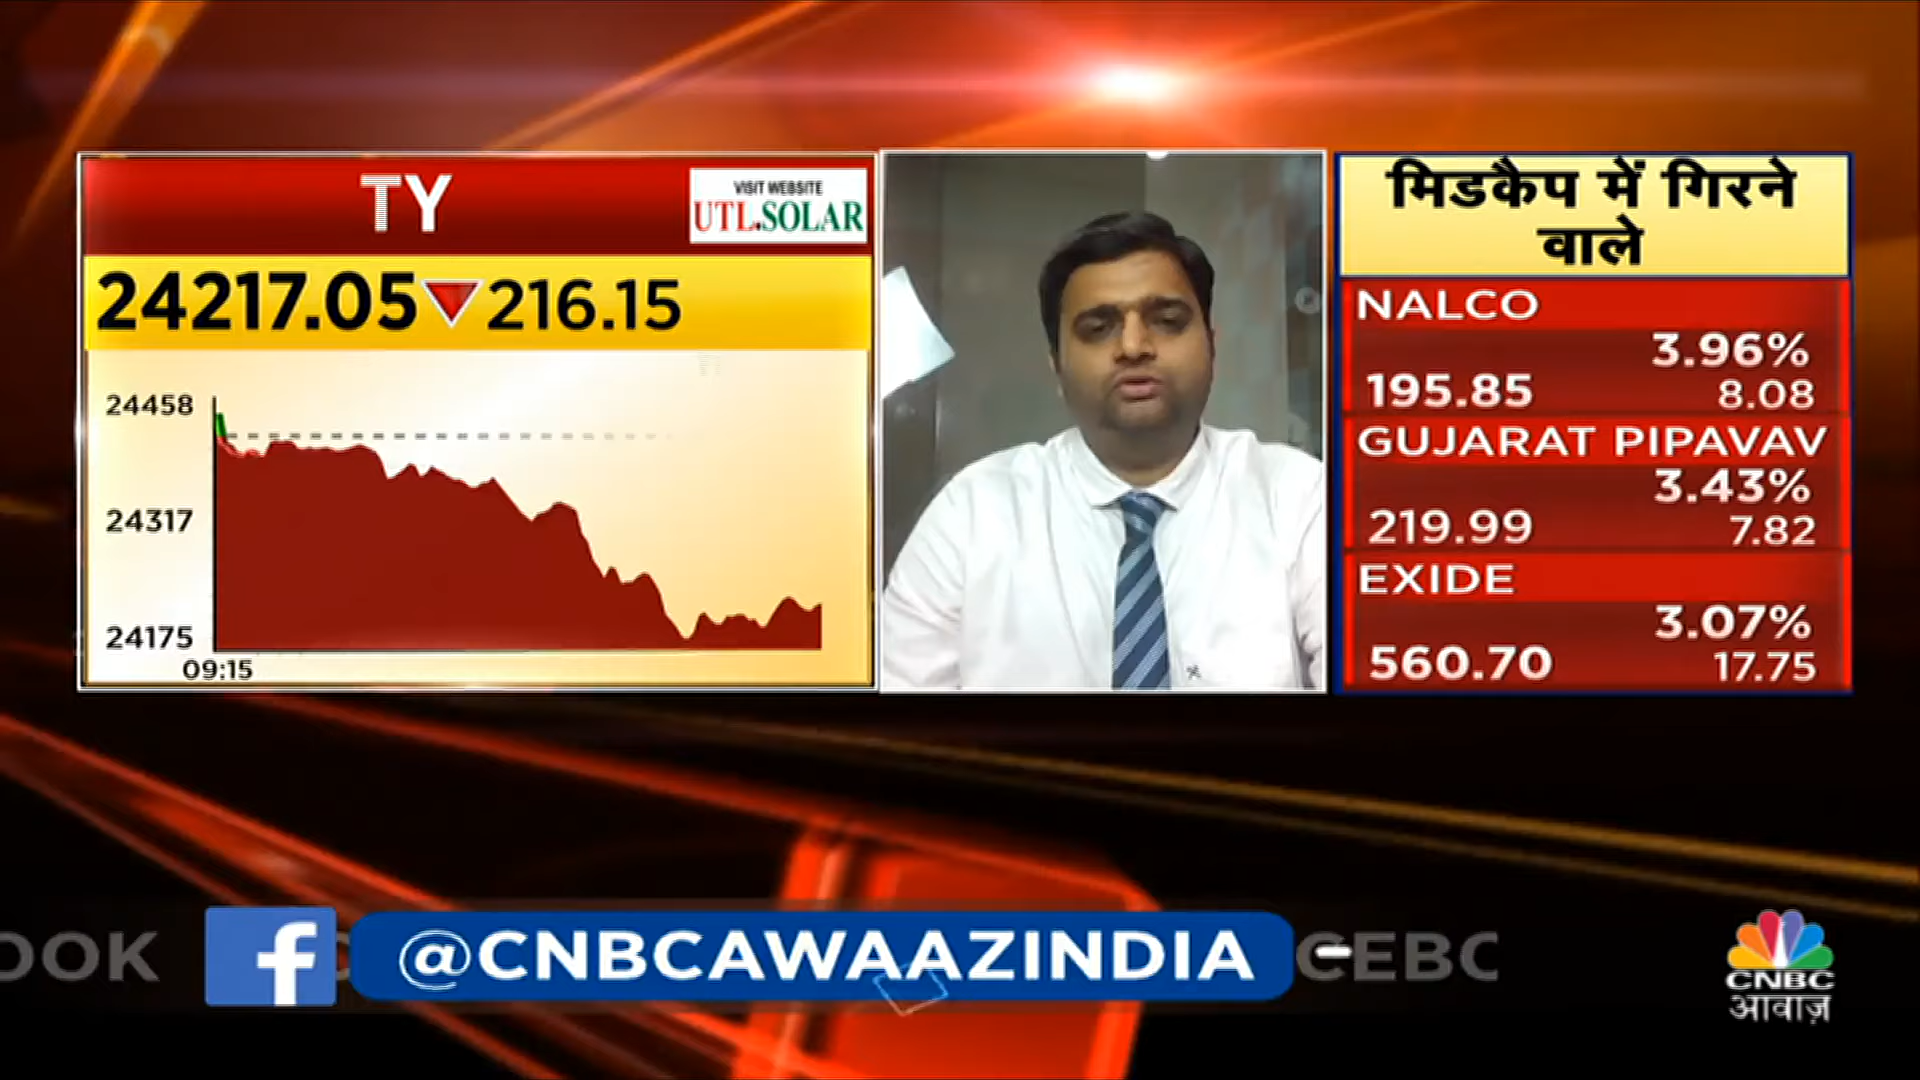 TY
VISIT WEBSITE
UTL.SOLAR
24217.05 216.15
24458
24317
24175
09:15
मिडकैप में गिरने
वाले
NALCO
3.96%
195.85 8.08
GUJARAT PIPAVAV
3.43%
219.99 7.82
EXIDE
3.07%
560.70 17.75
OOK
f
@CNBCAWAAZINDIA
CNBC
आवाज़